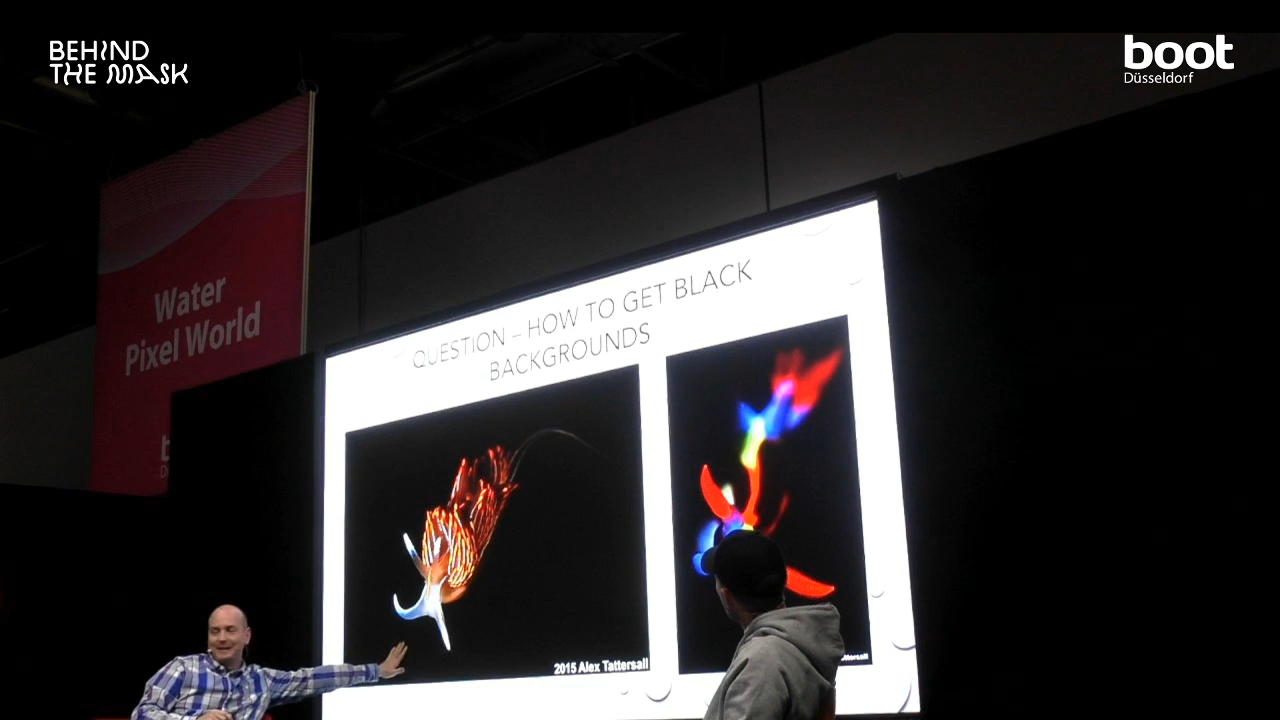 BEHIND
THE MASK
boot
Düsseldorf
Water
Pixel World
QUESTION – HOW TO GET BLACK
BACKGROUNDS
2015 Alex Tattersall